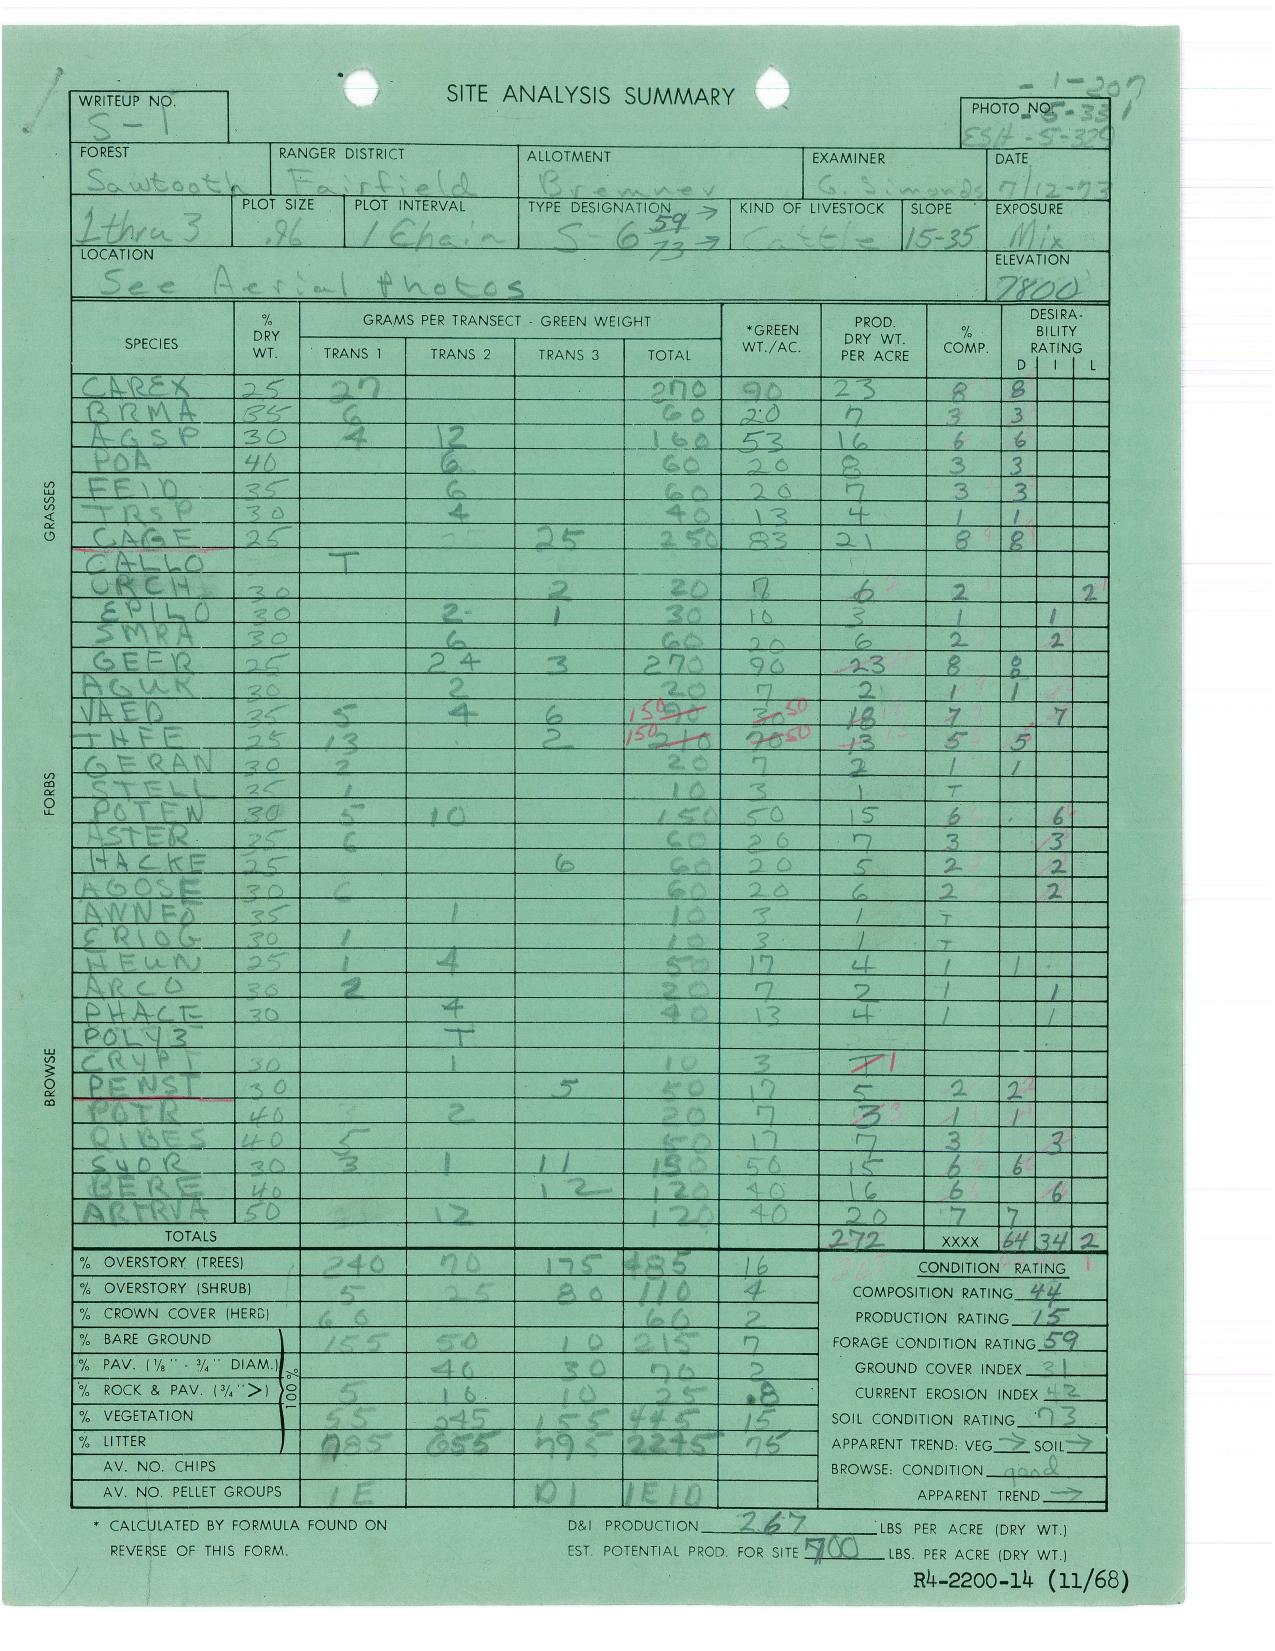 - 1 - 207
SITE ANALYSIS SUMMARY
WRITEUP NO. S-1
PHOTO NO. - 5-331
ESH - 5-329
FOREST RANGER DISTRICT ALLOTMENT EXAMINER DATE
Sawtooth Fairfield Bremner G. Simonds 7/12-73
PLOT SIZE PLOT INTERVAL TYPE DESIGNATION KIND OF LIVESTOCK SLOPE EXPOSURE
1 thru 3 .96 1 Chain S-6 59 → 73 → Cattle 15-35 Mix
LOCATION ELEVATION
See Aerial Photos 7800'
SPECIES % DRY WT. GRAMS PER TRANSECT - GREEN WEIGHT *GREEN WT./AC. PROD. DRY WT. PER ACRE % COMP. DESIRA-BILITY RATING
TRANS 1 TRANS 2 TRANS 3 TOTAL D I L
GRASSES
CAREX 25 27 270 90 23 8 8
BRMA 35 6 60 20 7 3 3
AGSP 30 4 12 160 53 16 6 6
POA 40 6 60 20 8 3 3
FEID 35 6 60 20 7 3 3
TRSP 30 4 40 13 4 1 1
CAGE 25 25 250 83 21 8 8
CALLO T
URCH 30 2 20 7 6 2 2
EPILO 30 2 1 30 10 3 1 1
SMRA 30 6 60 20 6 2 2
GEFR 25 24 3 270 90 23 8 8
AGUR 30 2 20 7 2 1 1
VAED 35 5 4 6 150 30 50 18 7 7
THFE 25 13 2 150 210 70 50 13 5 5
FORBS
GERAN 30 2 20 7 2 1 1
STELL 25 1 10 3 1 T
POTEN 30 5 10 150 50 15 6 6
ASTER 35 6 60 20 7 3 3
HACKE 25 6 60 20 5 2 2
AGOSE 30 6 60 20 6 2 2
ANNFO 35 1 10 3 1 T
ERIOG 30 1 10 3 1 T
HEUN 25 1 4 50 17 4 1 1
ARCO 30 2 20 7 2 1 1
PHACE 30 4 40 13 4 1 1
POLY3 T
BROWSE
CRYPT 30 1 10 3 T 1
PENST 30 5 50 17 5 2 2
POTR 40 2 20 7 3 1 1
RIBES 40 5 50 17 7 3 3
SYOR 30 3 1 11 150 50 15 6 6
BERE 40 12 120 40 16 6 6
ARTRVA 50 12 120 40 20 7 7
TOTALS 272 XXXX 64 34 2
% OVERSTORY (TREES) 240 70 175 485 16
% OVERSTORY (SHRUB) 5 25 80 110 4
% CROWN COVER (HERB) 60 60 2
% BARE GROUND 155 50 10 215 7
% PAV. (1/8" - 3/4" DIAM.) 40 30 70 2
% ROCK & PAV. (3/4" >) 5 10 10 25 .8
% VEGETATION 55 245 155 445 15
% LITTER 785 655 795 2245 75
100%
AV. NO. CHIPS
AV. NO. PELLET GROUPS 1E D1 1E1D
CONDITION RATING
COMPOSITION RATING 44
PRODUCTION RATING 15
FORAGE CONDITION RATING 59
GROUND COVER INDEX 31
CURRENT EROSION INDEX 42
SOIL CONDITION RATING 73
APPARENT TREND: VEG → SOIL →
BROWSE: CONDITION good
APPARENT TREND →
* CALCULATED BY FORMULA FOUND ON
REVERSE OF THIS FORM.
D&I PRODUCTION 267 LBS PER ACRE (DRY WT.)
EST. POTENTIAL PROD. FOR SITE 700 LBS. PER ACRE (DRY WT.)
R4-2200-14 (11/68)